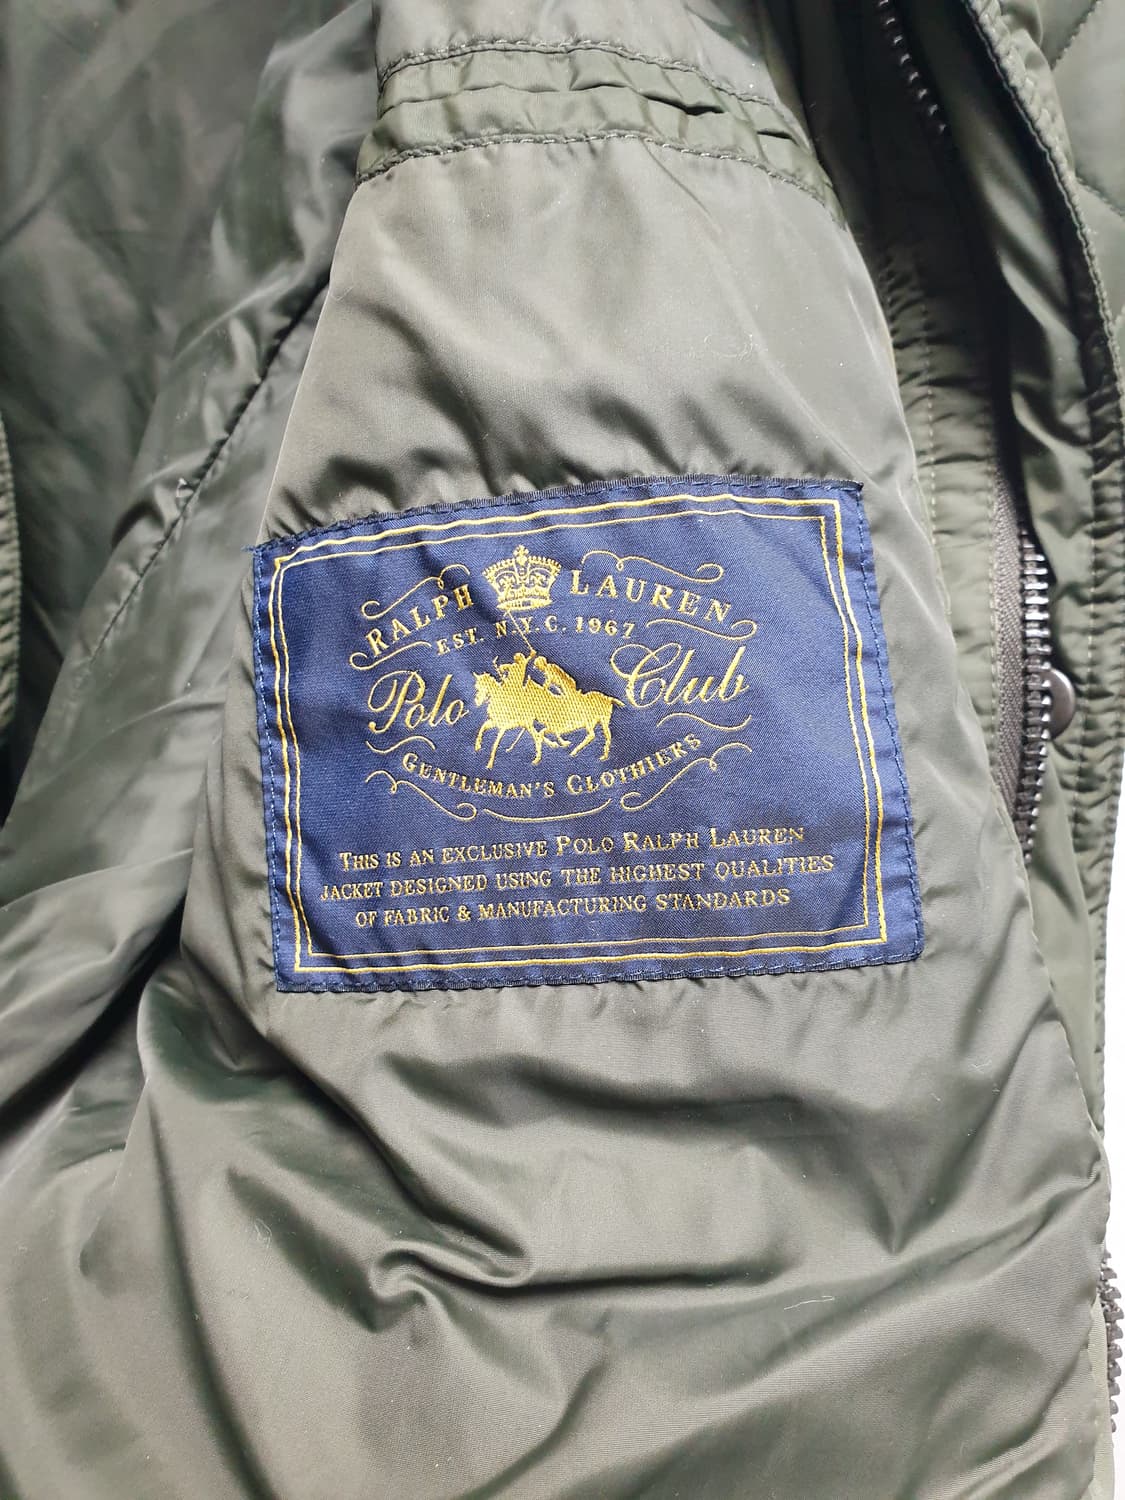 RALPH LAUREN
EST. N.Y.C. 1967
Polo Club
GENTLEMAN'S CLOTHIERS
THIS IS AN EXCLUSIVE POLO RALPH LAUREN
JACKET DESIGNED USING THE HIGHEST QUALITIES
OF FABRIC & MANUFACTURING STANDARDS